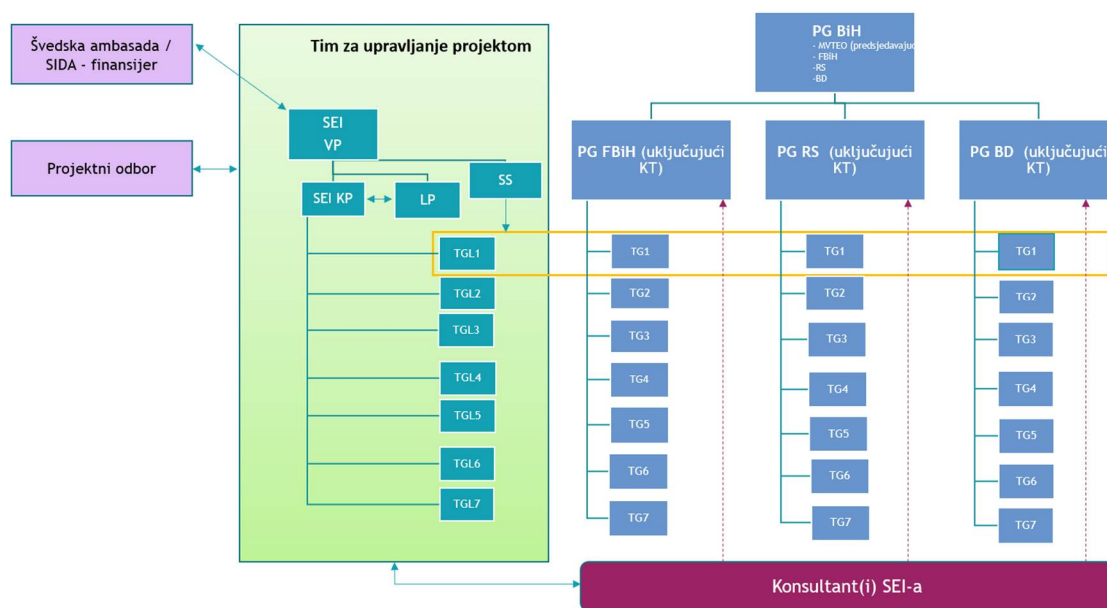 Švedska ambasada /
SIDA - finansijer
Projektni odbor
Tim za upravljanje projektom
SEI
VP
SS
SEI KP
LP
TGL1
TGL2
TGL3
TGL4
TGL5
TGL6
TGL7
PG BiH
- MVTEO (predsjedavajuć
- FBiH
-RS
-BD
PG FBiH (uključujući
KT)
TG1
TG2
TG3
TG4
TG5
TG6
TG7
PG RS (uključujući
KT)
TG1
TG2
TG3
TG4
TG5
TG6
TG7
PG BD (uključujući
KT)
TG1
TG2
TG3
TG4
TG5
TG6
TG7
Konsultant(i) SEI-a